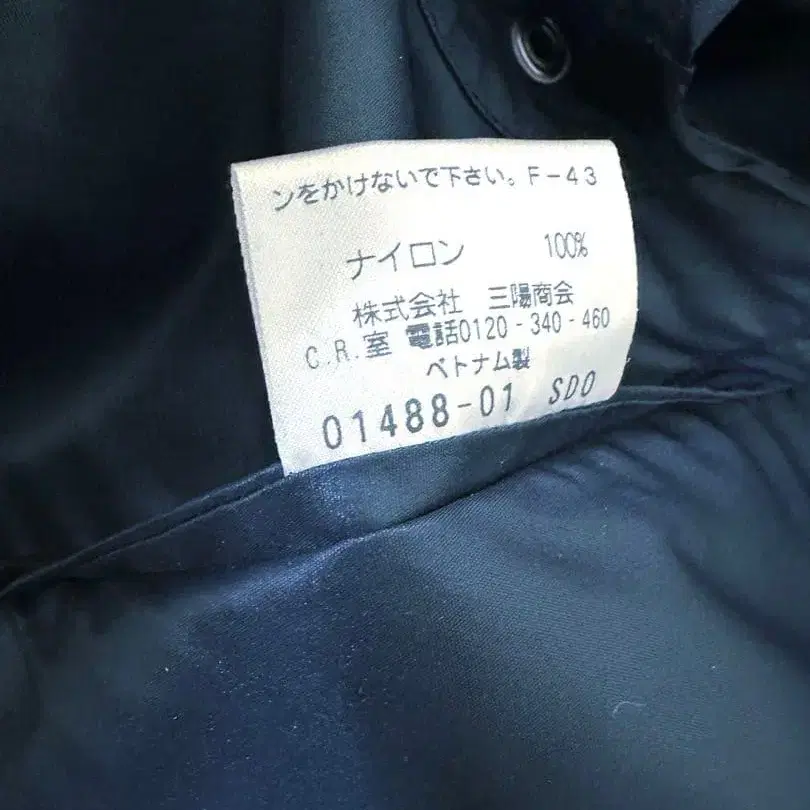 ンをかけないで下さい。F-43
ナイロン 100%
株式会社 三陽商会
C.R.室 電話0120-340-460
ベトナム製
01488-01 SDO